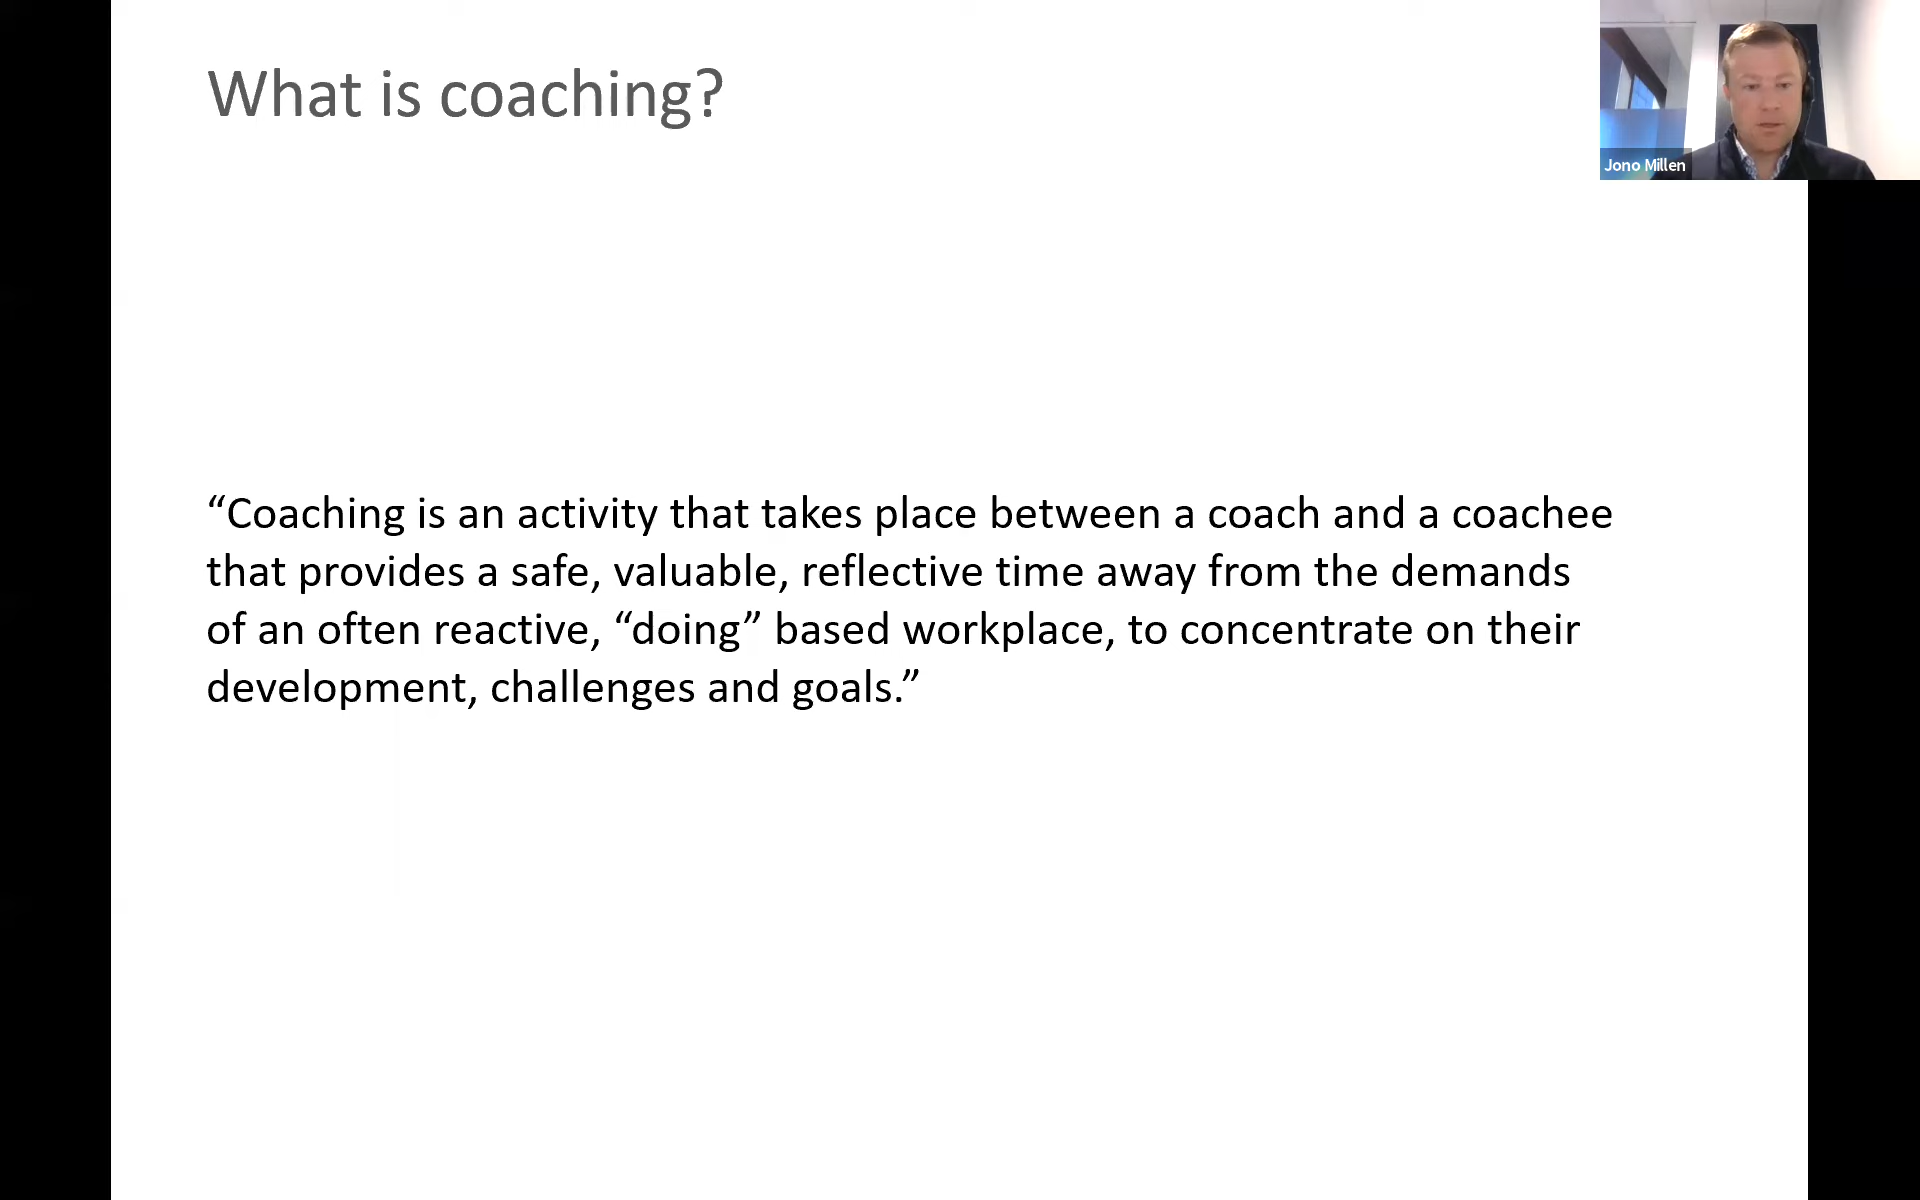 What is coaching?
Jono Millen
“Coaching is an activity that takes place between a coach and a coachee
that provides a safe, valuable, reflective time away from the demands
of an often reactive, “doing” based workplace, to concentrate on their
development, challenges and goals.”